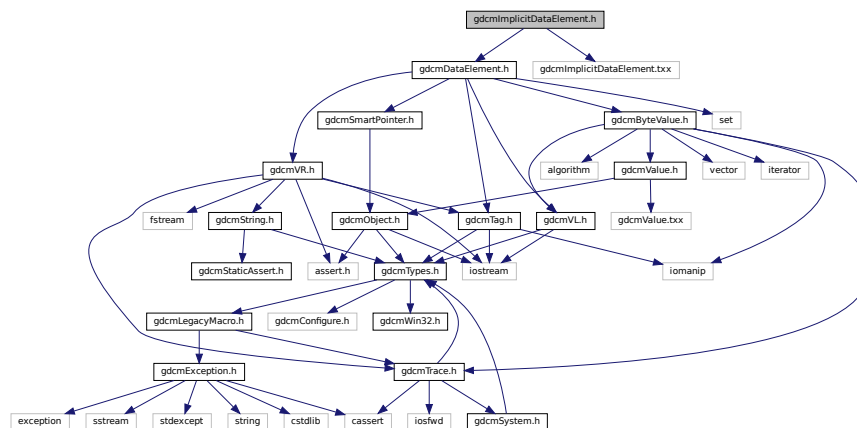 gdcmImplicitDataElement.h
gdcmDataElement.h
gdcmImplicitDataElement.txx
gdcmSmartPointer.h
gdcmByteValue.h
set
gdcmVR.h
algorithm
gdcmValue.h
vector
iterator
fstream
gdcmString.h
gdcmObject.h
gdcmTag.h
gdcmVL.h
gdcmValue.txx
gdcmStaticAssert.h
assert.h
gdcmTypes.h
iostream
iomanip
gdcmLegacyMacro.h
gdcmConfigure.h
gdcmWin32.h
gdcmException.h
gdcmTrace.h
exception
sstream
stdexcept
string
cstdlib
cassert
iosfwd
gdcmSystem.h